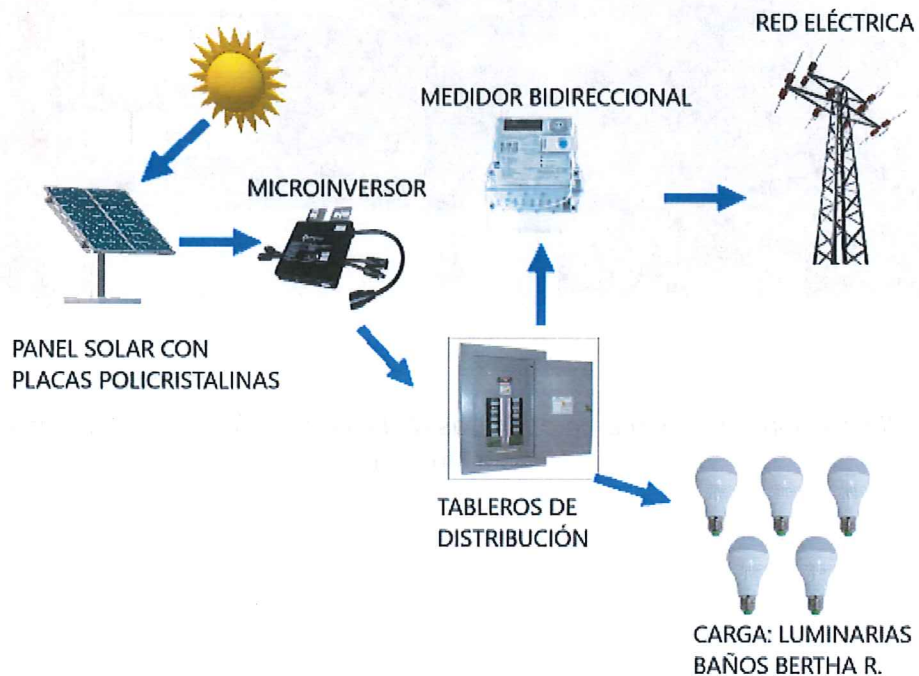 RED ELÉCTRICA
MEDIDOR BIDIRECCIONAL
MICROINVERSOR
PANEL SOLAR CON
PLACAS POLICRISTALINAS
TABLEROS DE
DISTRIBUCIÓN
CARGA: LUMINARIAS
BAÑOS BERTHA R.